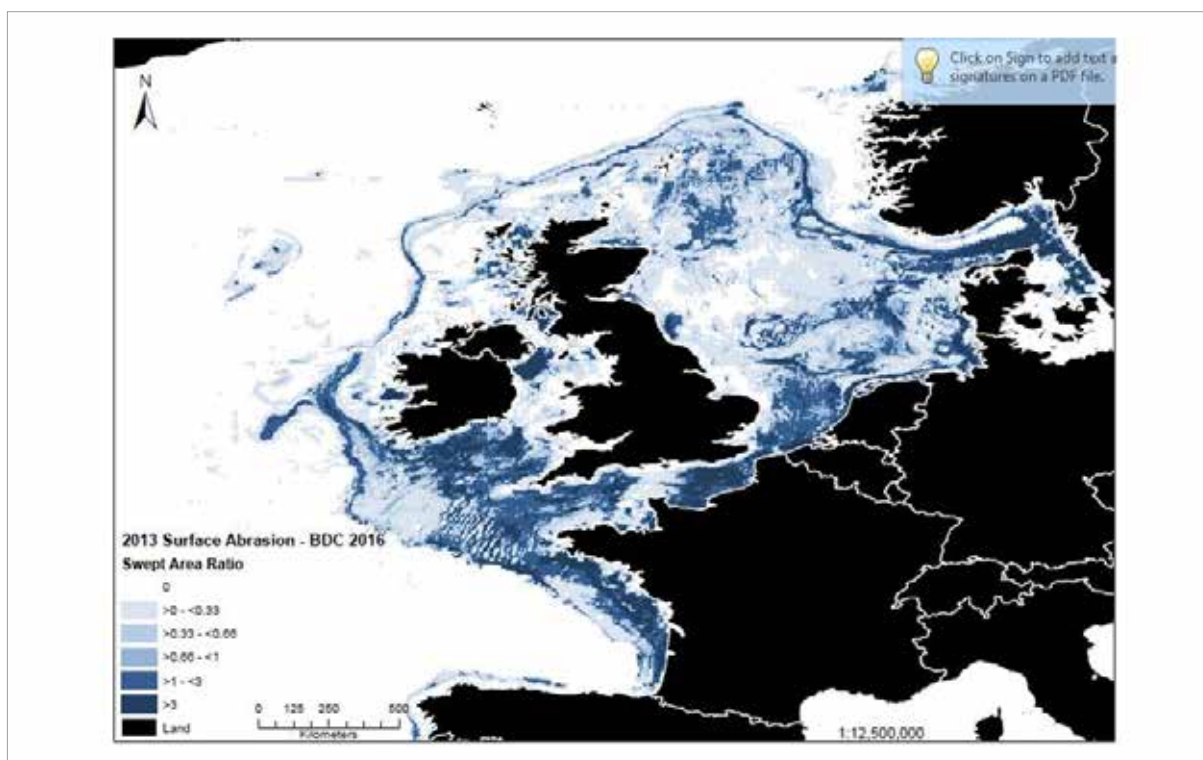 N
Click on Sign to add text a
signatures on a PDF file.
2013 Surface Abrasion - BDC 2016
Swept Area Ratio
0
>0 - <0.33
>0.33 - <0.66
>0.66 - <1
>1 - <3
>3
Land
0 125 250 500
Kilometers
1:12,500,000